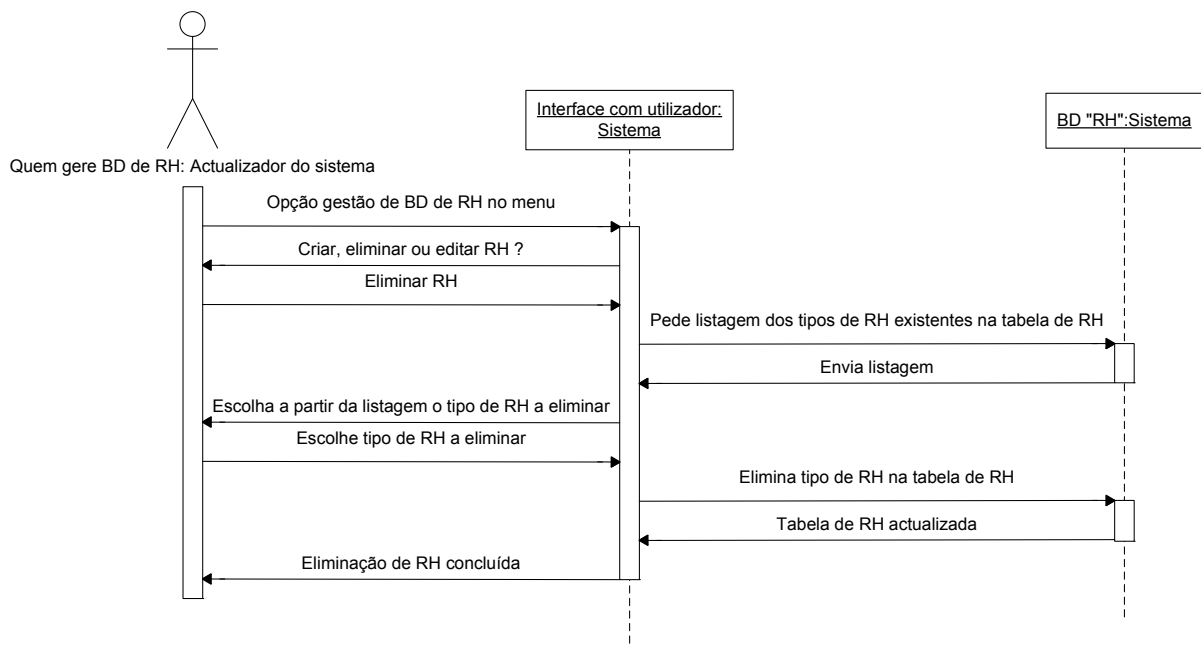 Interface com utilizador:
Sistema
BD "RH":Sistema
Quem gere BD de RH: Actualizador do sistema
Opção gestão de BD de RH no menu
Criar, eliminar ou editar RH ?
Eliminar RH
Pede listagem dos tipos de RH existentes na tabela de RH
Envia listagem
Escolha a partir da listagem o tipo de RH a eliminar
Escolhe tipo de RH a eliminar
Elimina tipo de RH na tabela de RH
Tabela de RH actualizada
Eliminação de RH concluída